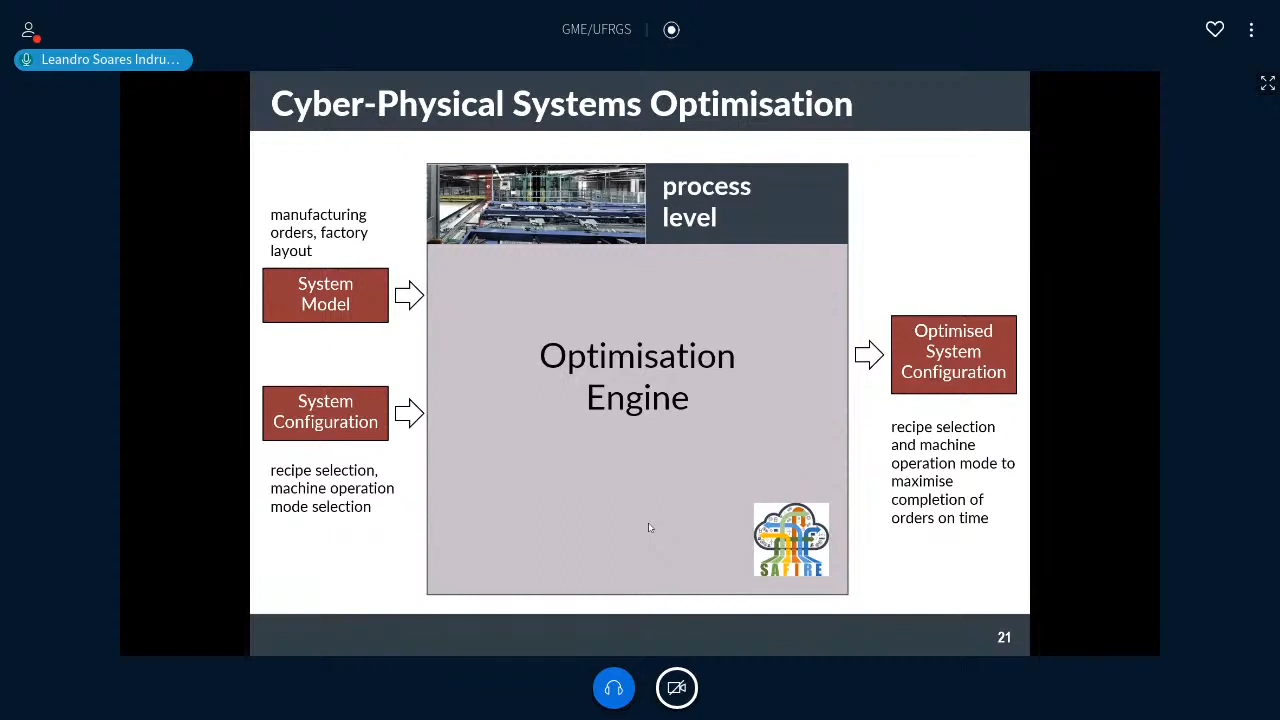 GME/UFRGS
Leandro Soares Indru…
Cyber-Physical Systems Optimisation
process
level
manufacturing
orders, factory
layout
System
Model
Optimisation
Engine
System
Configuration
recipe selection,
machine operation
mode selection
Optimised
System
Configuration
recipe selection
and machine
operation mode to
maximise
completion of
orders on time
SAFIRE
21